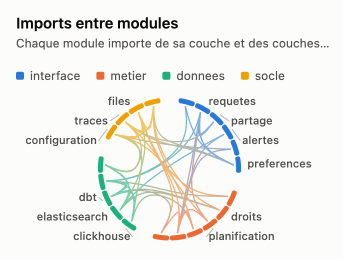 Imports entre modules
Chaque module importe de sa couche et des couches...
interface metier donnees socle
files requetes
traces partage
configuration alertes
preferences
dbt
elasticsearch droits
clickhouse planification